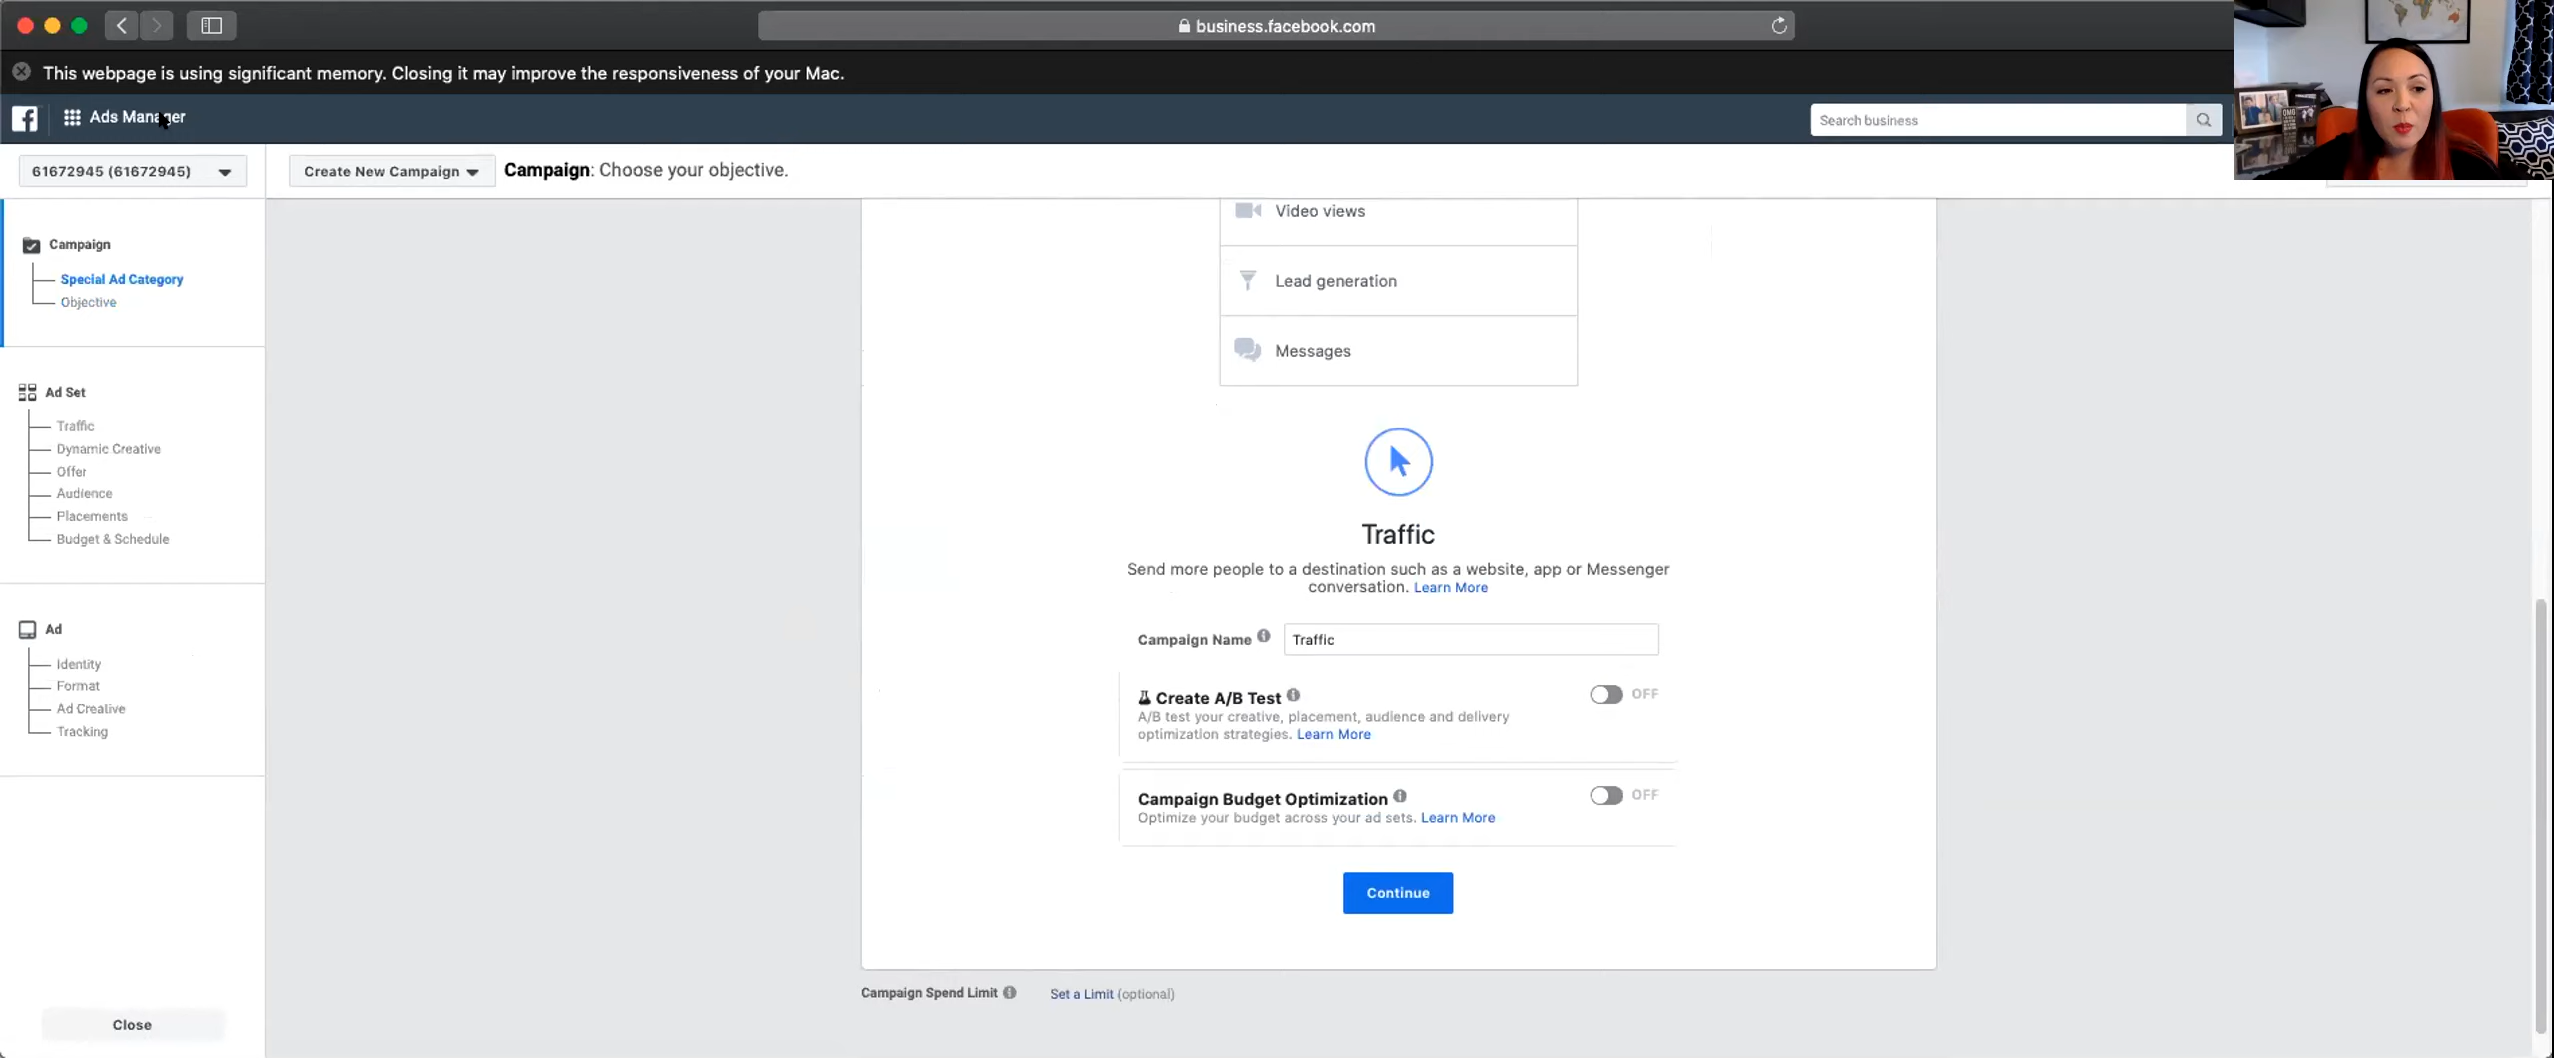 business.facebook.com
This webpage is using significant memory. Closing it may improve the responsiveness of your Mac.
Ads Manager
Search business
61672945 (61672945)
Create New Campaign
Campaign: Choose your objective.
Campaign
Special Ad Category
Objective
Ad Set
Traffic
Dynamic Creative
Offer
Audience
Placements
Budget & Schedule
Ad
Identity
Format
Ad Creative
Tracking
Close
Video views
Lead generation
Messages
Traffic
Send more people to a destination such as a website, app or Messenger
conversation. Learn More
Campaign Name
Traffic
Create A/B Test
OFF
A/B test your creative, placement, audience and delivery
optimization strategies. Learn More
Campaign Budget Optimization
OFF
Optimize your budget across your ad sets. Learn More
Continue
Campaign Spend Limit
Set a Limit (optional)